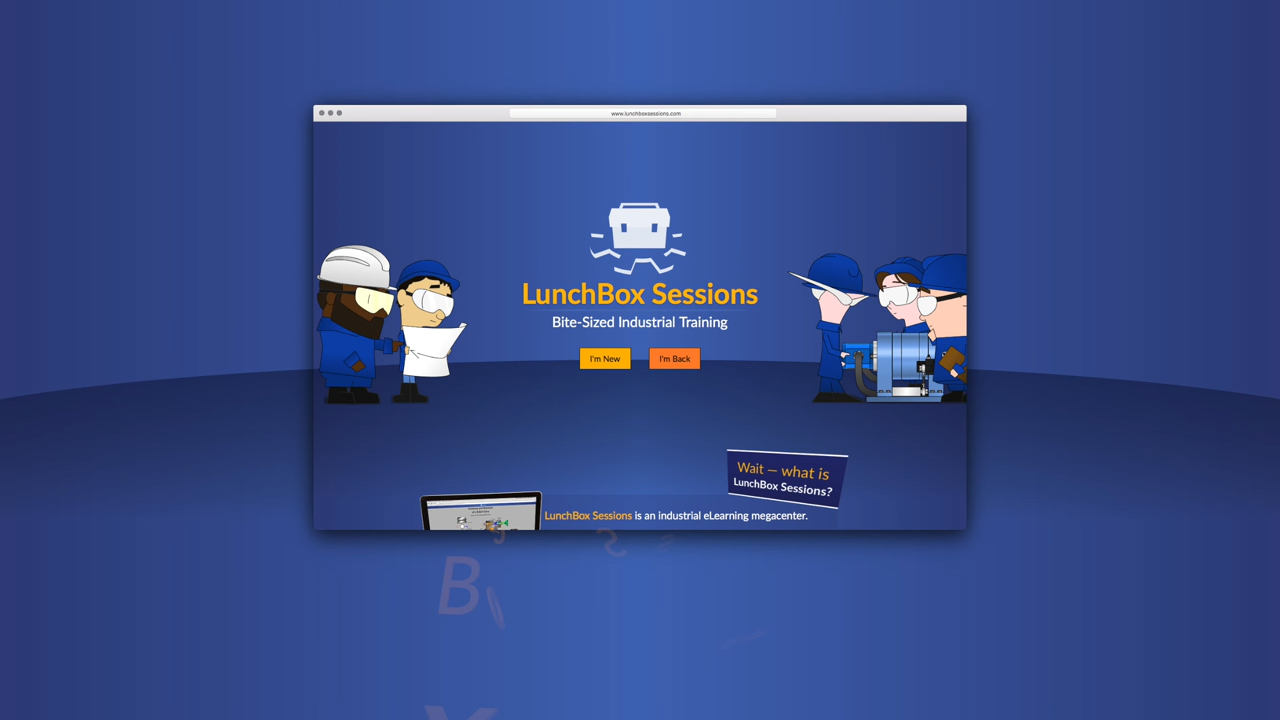 www.lunchboxsessions.com
LunchBox Sessions
Bite-Sized Industrial Training
I'm New
I'm Back
Wait — what is
LunchBox Sessions?
LunchBox Sessions is an industrial eLearning megacenter.
B